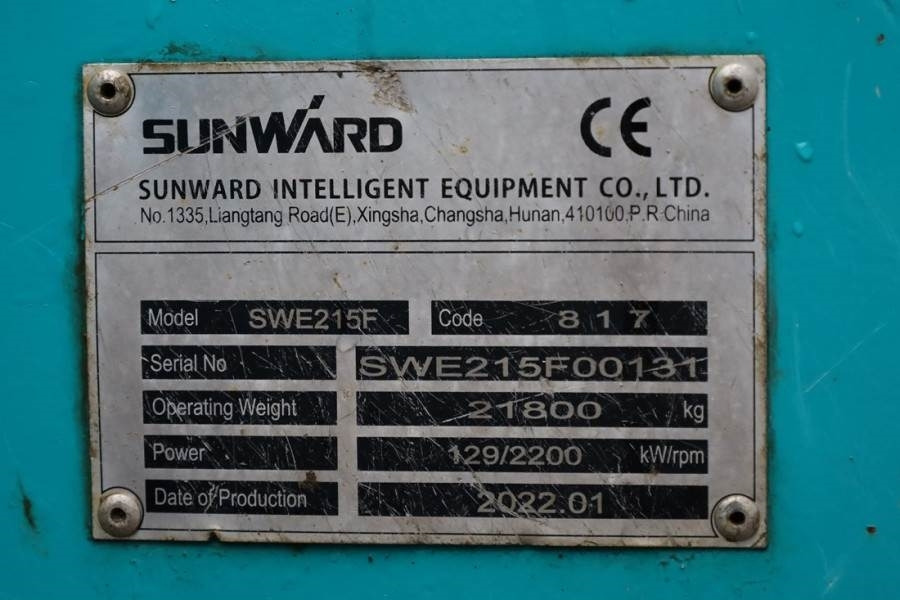 SUNWARD CE
SUNWARD INTELLIGENT EQUIPMENT CO.,LTD.
No.1335,Liangtang Road(E),Xingsha,Changsha,Hunan,410100,P.R-China
Model SWE215F Code 817
Serial No SWE215F00131
Operating Weight 21800 kg
Power 129/2200 kW/rpm
Date of Production 2022.01